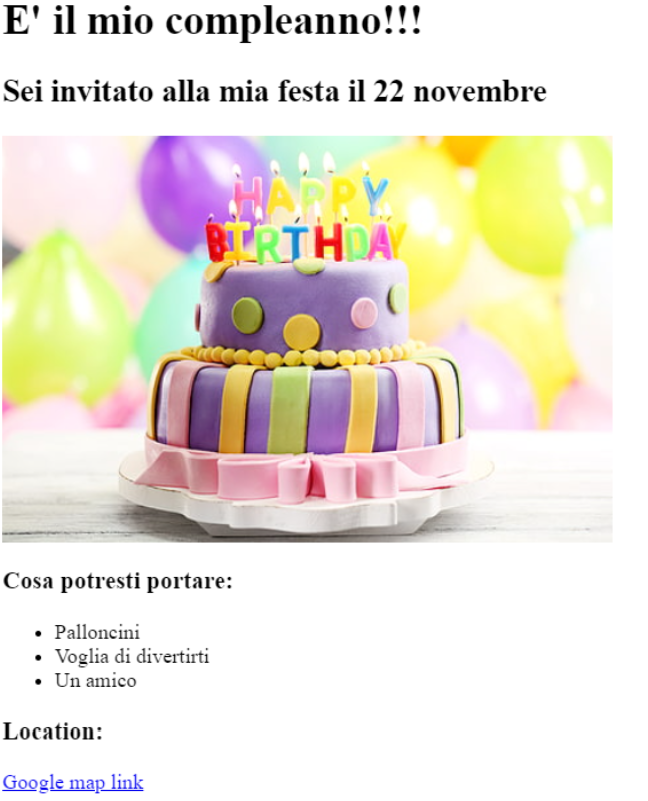 E' il mio compleanno!!!
Sei invitato alla mia festa il 22 novembre
HAPPY
BIRTHDAY
Cosa potresti portare:
Palloncini
Voglia di divertirti
Un amico
Location:
Google map link